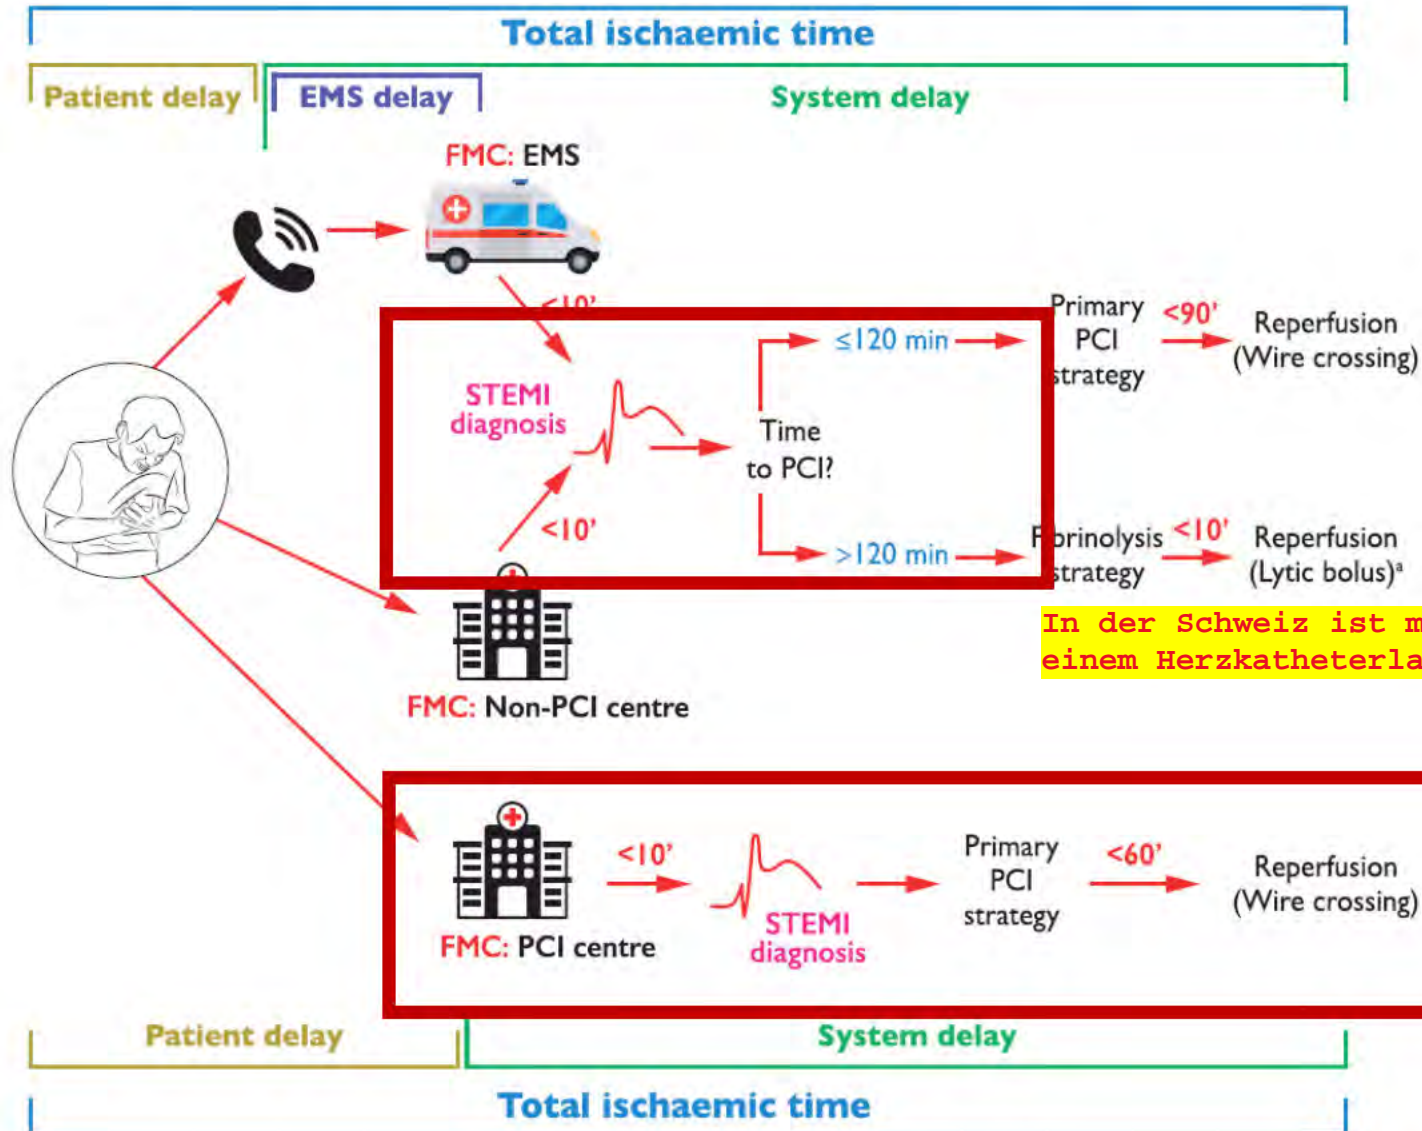 Total ischaemic time
Patient delay
EMS delay
System delay
FMC: EMS
<10'
STEMI
diagnosis
Time
to PCI?
≤120 min
Primary
PCI
strategy
<90'
Reperfusion
(Wire crossing)
<10'
>120 min
strategy
<10'
Reperfusion
(Lytic bolus)ª
In der Schweiz ist
einem
FMC: Non-PCI centre
FMC: PCI centre
<10'
STEMI
diagnosis
Primary
PCI
strategy
<60'
Reperfusion
(Wire crossing)
Patient delay
System delay
Total ischaemic time